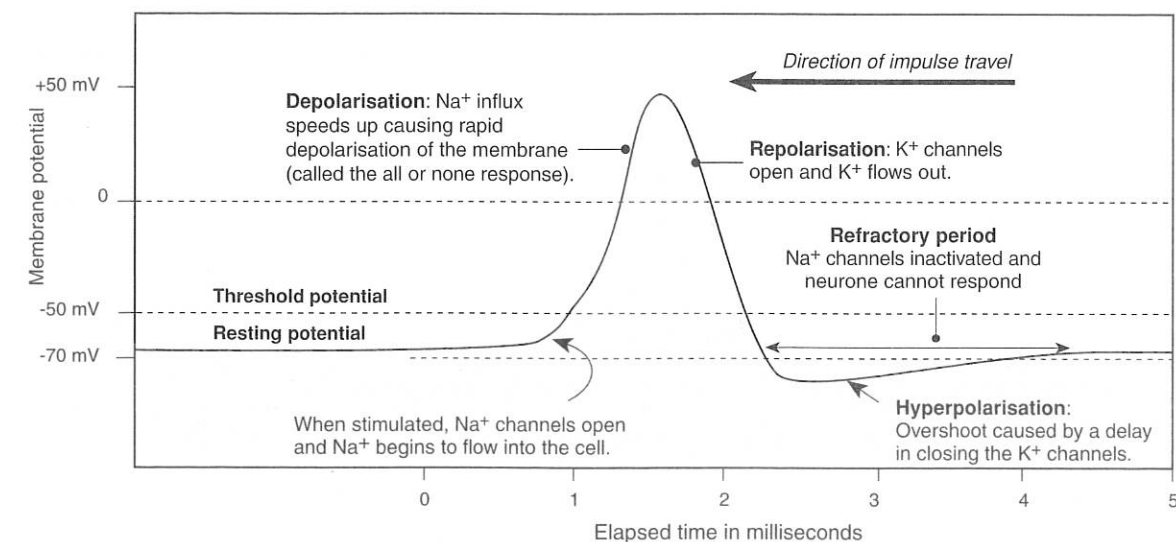 Direction of impulse travel
+50 mV
Depolarisation: Na+ influx
speeds up causing rapid
depolarisation of the membrane
(called the all or none response).
Repolarisation: K+ channels
open and K+ flows out.
Membrane potential
0
Refractory period
Na+ channels inactivated and
neurone cannot respond
Threshold potential
-50 mV
Resting potential
-70 mV
When stimulated, Na+ channels open
and Na+ begins to flow into the cell.
Hyperpolarisation:
Overshoot caused by a delay
in closing the K+ channels.
0 1 2 3 4 5
Elapsed time in milliseconds